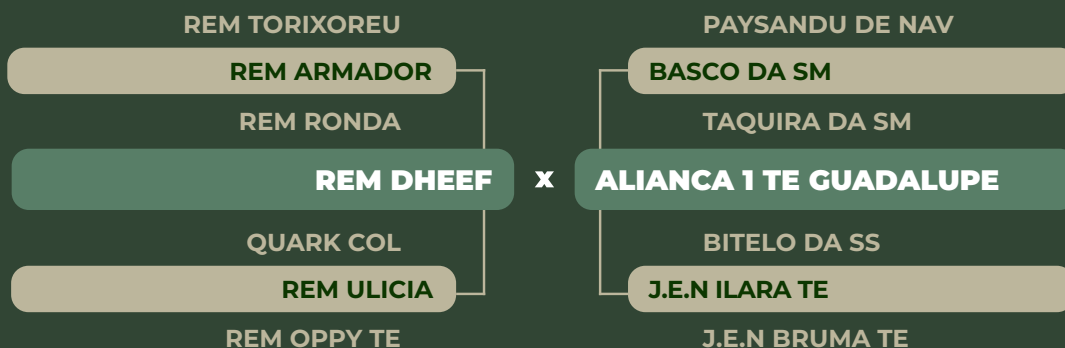 REM TORIXOREU PAYSANDU DE NAV
REM ARMADOR BASCO DA SM
REM RONDA TAQUIRA DA SM
REM DHEEF x ALIANCA 1 TE GUADALUPE
QUARK COL BITELO DA SS
REM ULICIA J.E.N ILARA TE
REM OPPY TE J.E.N BRUMA TE